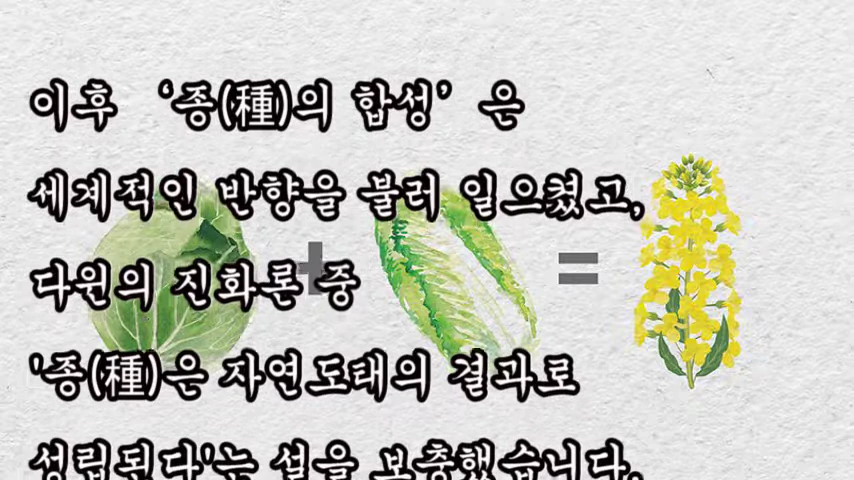 이후 ‘종(種)의 합성’은
세계적인 반향을 불러 일으켰고,
다윈의 진화론 중
'종(種)은 자연도태의 결과로
성립된다'는 설을 보충했습니다.
+
=